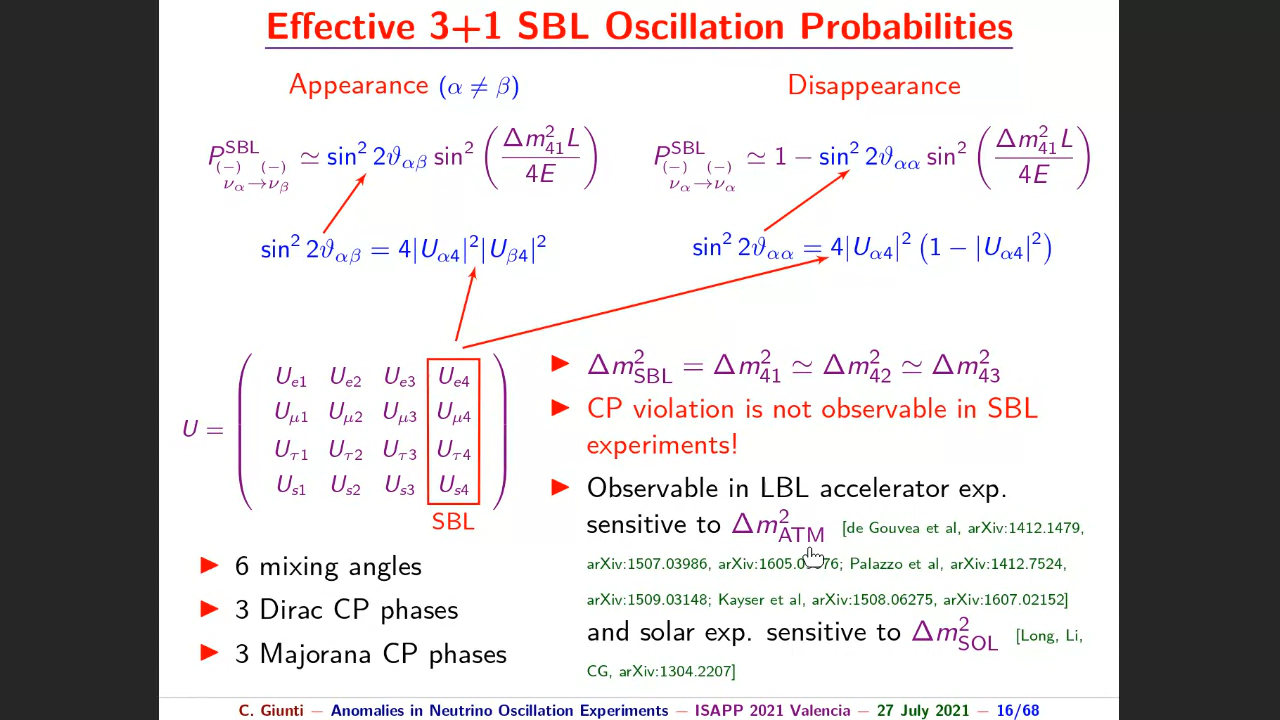 Effective 3+1 SBL Oscillation Probabilities
Appearance (α ≠ β)
P^SBL_{(−)ν_α→(−)ν_β} ≃ sin² 2ϑ_αβ sin² (Δm²_41 L / 4E)
sin² 2ϑ_αβ = 4|U_α4|²|U_β4|²
Disappearance
P^SBL_{(−)ν_α→(−)ν_α} ≃ 1 − sin² 2ϑ_αα sin² (Δm²_41 L / 4E)
sin² 2ϑ_αα = 4|U_α4|² (1 − |U_α4|²)
U =
U_e1 U_e2 U_e3 U_e4
U_μ1 U_μ2 U_μ3 U_μ4
U_τ1 U_τ2 U_τ3 U_τ4
U_s1 U_s2 U_s3 U_s4
SBL
▶ 6 mixing angles
▶ 3 Dirac CP phases
▶ 3 Majorana CP phases
▶ Δm²_SBL = Δm²_41 ≃ Δm²_42 ≃ Δm²_43
▶ CP violation is not observable in SBL
experiments!
▶ Observable in LBL accelerator exp.
sensitive to Δm²_ATM [de Gouvea et al, arXiv:1412.1479,
arXiv:1507.03986, Palazzo et al, arXiv:1412.7524,
arXiv:1509.03148; Kayser et al, arXiv:1508.06275, arXiv:1607.02152]
and solar exp. sensitive to Δm²_SOL [Long, Li,
CG, arXiv:1304.2207]
C. Giunti − Anomalies in Neutrino Oscillation Experiments − ISAPP 2021 Valencia − 27 July 2021 − 16/68